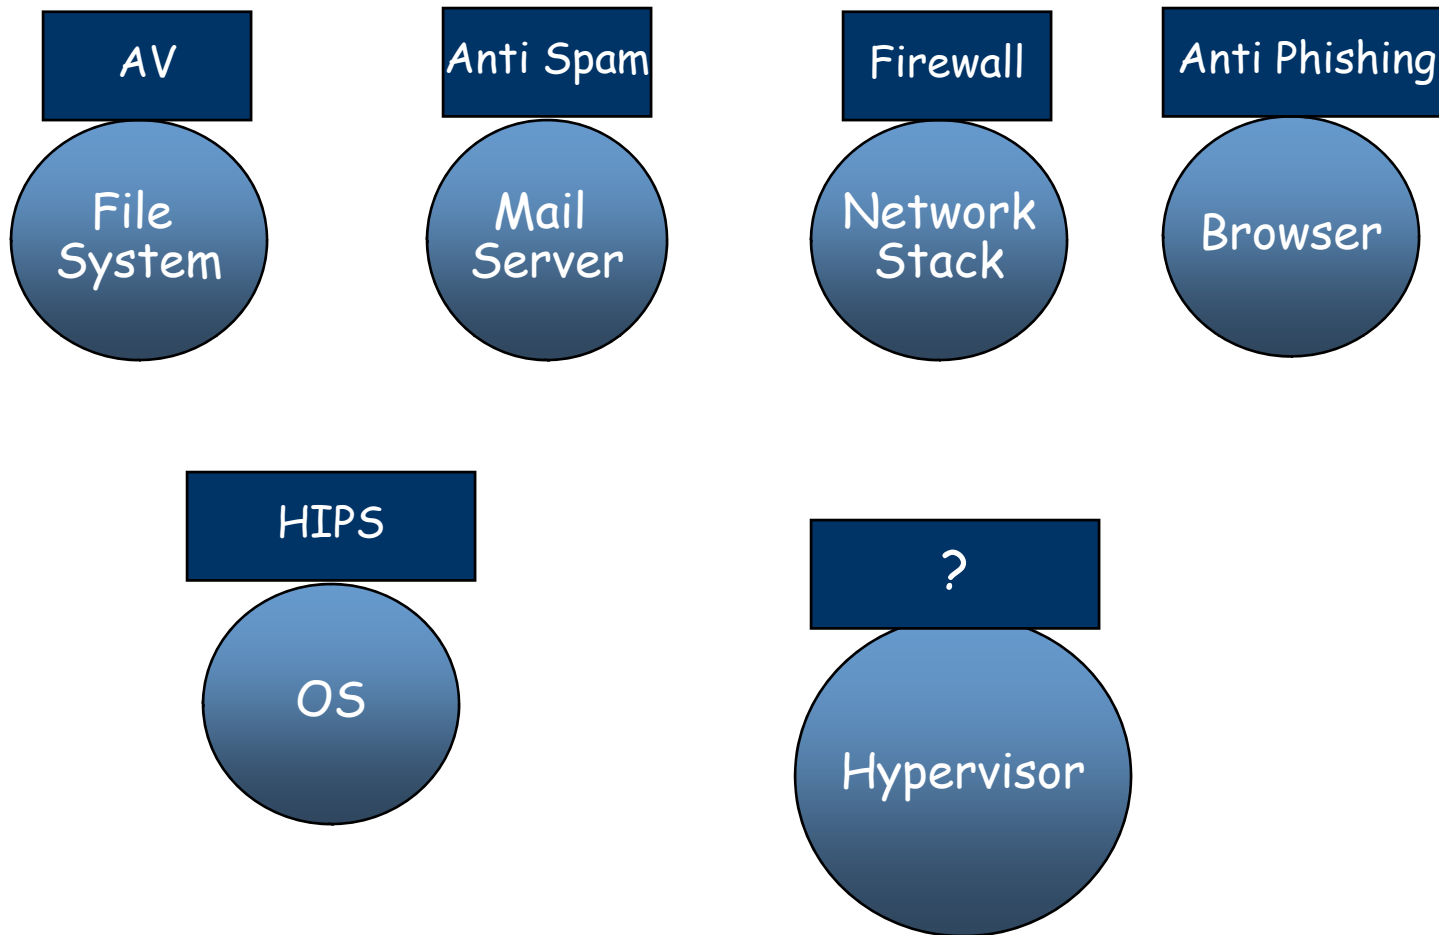 AV
File
System
Anti Spam
Mail
Server
Firewall
Network
Stack
Anti Phishing
Browser
HIPS
OS
?
Hypervisor